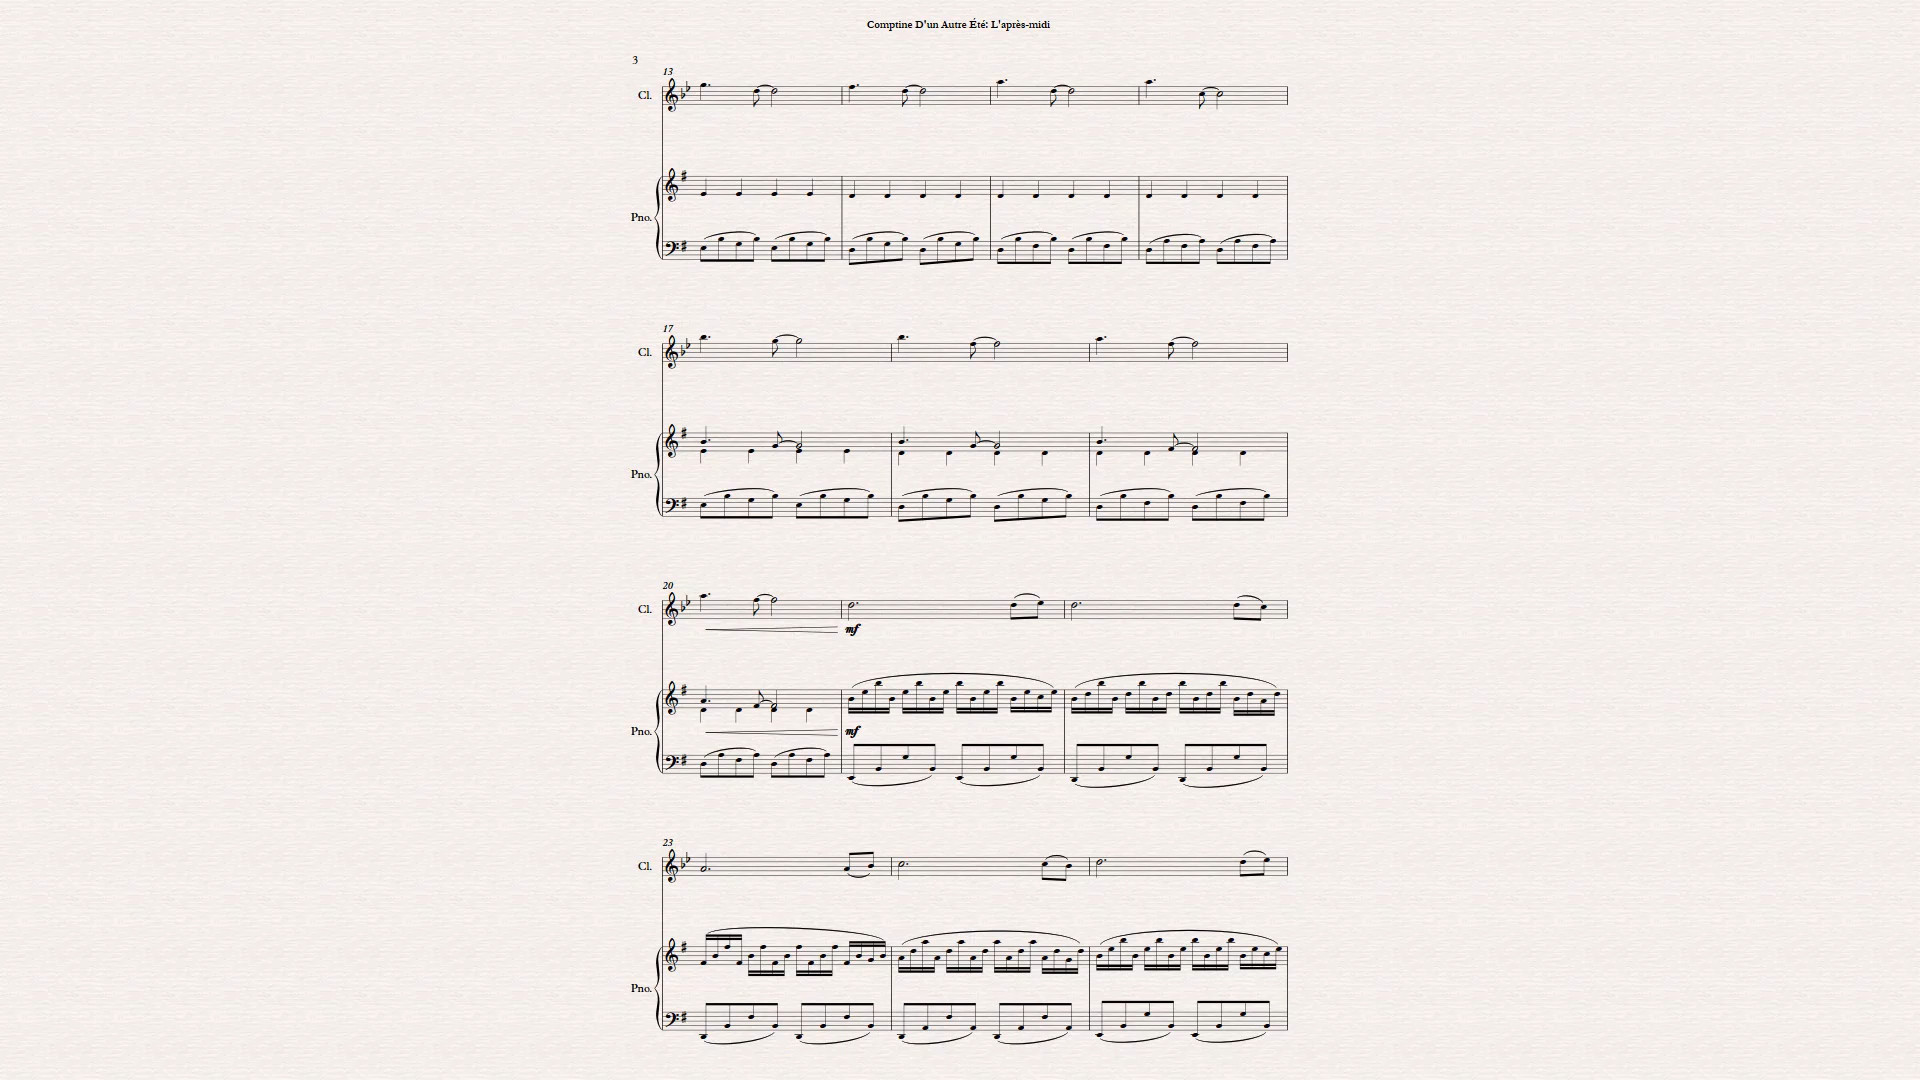 Comptine D'un Autre Été: L'après-midi
3
13
Cl.
Pno.
17
Cl.
Pno.
20
Cl.
mf
Pno.
mf
23
Cl.
Pno.